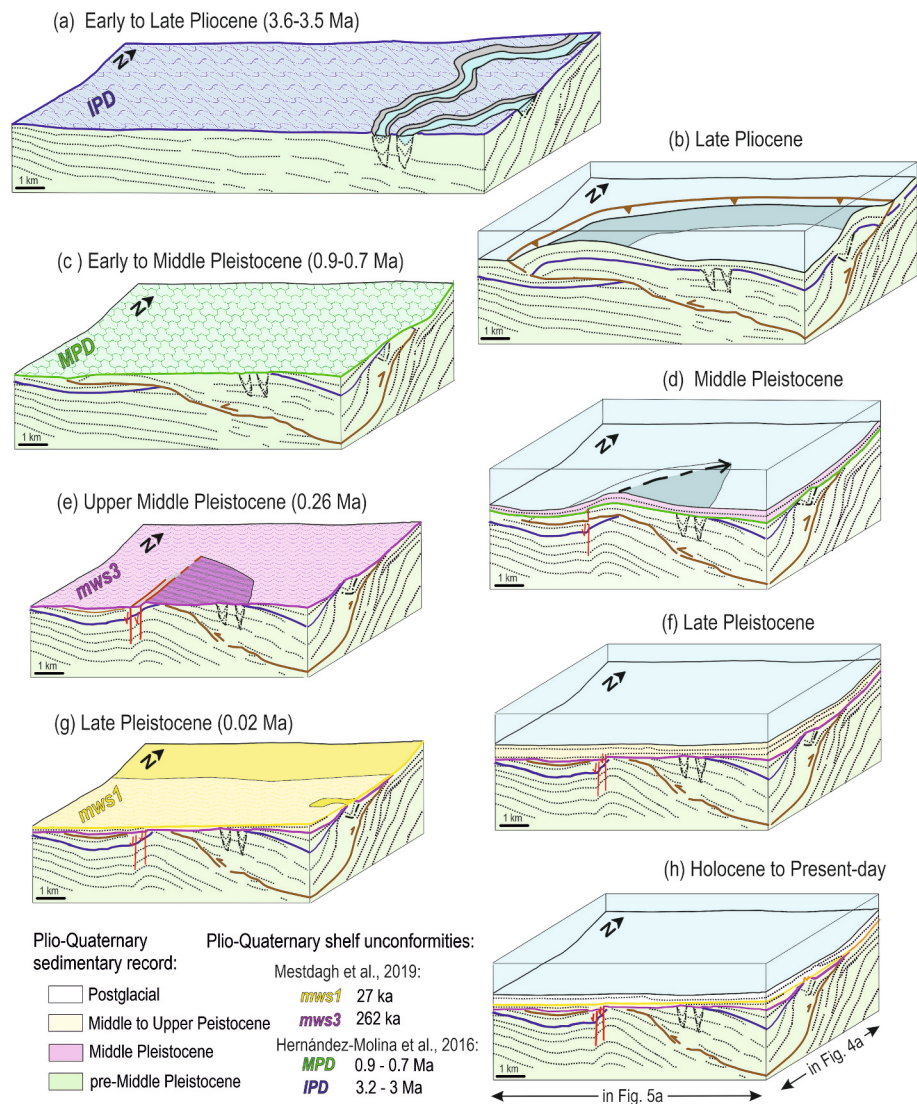 (a) Early to Late Pliocene (3.6-3.5 Ma)
N
IPD
1 km
(b) Late Pliocene
N
1 km
(c ) Early to Middle Pleistocene (0.9-0.7 Ma)
N
MPD
1 km
(d) Middle Pleistocene
N
1 km
(e) Upper Middle Pleistocene (0.26 Ma)
N
mws3
1 km
(f) Late Pleistocene
N
1 km
(g) Late Pleistocene (0.02 Ma)
N
mws1
1 km
(h) Holocene to Present-day
N
1 km
in Fig. 5a
in Fig. 4a
Plio-Quaternary
sedimentary record:
Postglacial
Middle to Upper Peistocene
Middle Pleistocene
pre-Middle Pleistocene
Plio-Quaternary shelf unconformities:
Mestdagh et al., 2019:
mws1 27 ka
mws3 262 ka
Hernández-Molina et al., 2016:
MPD 0.9 - 0.7 Ma
IPD 3.2 - 3 Ma